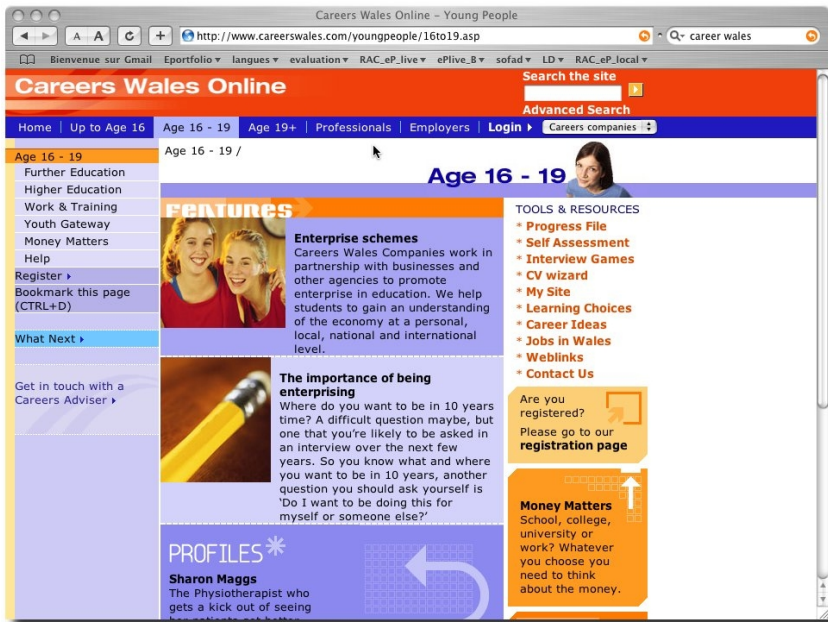 Careers Wales Online – Young People
A A C + http://www.careerswales.com/youngpeople/16to19.asp Q career wales
Bienvenue sur Gmail Eportfolio langues evaluation RAC_eP_live ePlive_B sofad LD RAC_eP_local
Careers Wales Online
Search the site
Advanced Search
Home | Up to Age 16 Age 16 - 19 Age 19+ | Professionals | Employers | Login Careers companies
Age 16 - 19
Further Education
Higher Education
Work & Training
Youth Gateway
Money Matters
Help
Register
Bookmark this page
(CTRL+D)
What Next
Get in touch with a
Careers Adviser
Age 16 - 19 /
Age 16 - 19
FEATURES
Enterprise schemes
Careers Wales Companies work in
partnership with businesses and
other agencies to promote
enterprise in education. We help
students to gain an understanding
of the economy at a personal,
local, national and international
level.
The importance of being
enterprising
Where do you want to be in 10 years
time? A difficult question maybe, but
one that you're likely to be asked in
an interview over the next few
years. So you know what and where
you want to be in 10 years, another
question you should ask yourself is
‘Do I want to be doing this for
myself or someone else?’
PROFILES*
Sharon Maggs
The Physiotherapist who
gets a kick out of seeing
her patients get better
TOOLS & RESOURCES
* Progress File
* Self Assessment
* Interview Games
* CV wizard
* My Site
* Learning Choices
* Career Ideas
* Jobs in Wales
* Weblinks
* Contact Us
Are you
registered?
Please go to our
registration page
Money Matters
School, college,
university or
work? Whatever
you choose you
need to think
about the money.